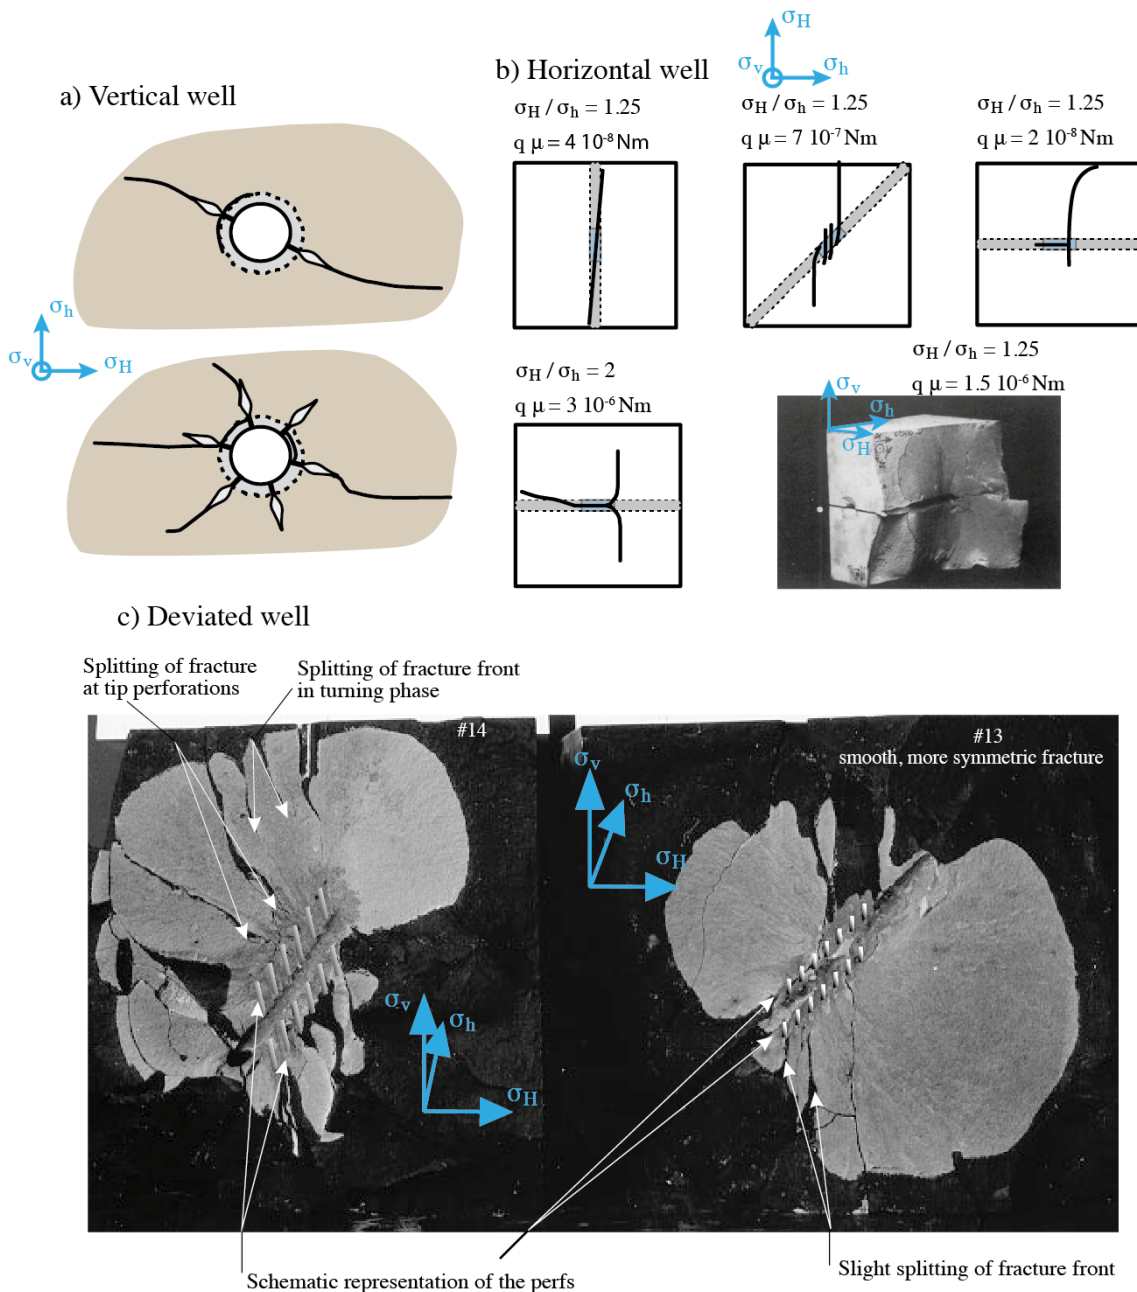 a) Vertical well
σh
σv
σH
b) Horizontal well
σH
σv
σh
σH / σh = 1.25
q μ = 4 10-8 Nm
σH / σh = 1.25
q μ = 7 10-7 Nm
σH / σh = 1.25
q μ = 2 10-8 Nm
σH / σh = 2
q μ = 3 10-6 Nm
σH / σh = 1.25
q μ = 1.5 10-6 Nm
σv
σh
σH
c) Deviated well
Splitting of fracture
at tip perforations
Splitting of fracture front
in turning phase
#14
σv
σh
σH
#13
smooth, more symmetric fracture
σv
σh
σH
Schematic representation of the perfs
Slight splitting of fracture front